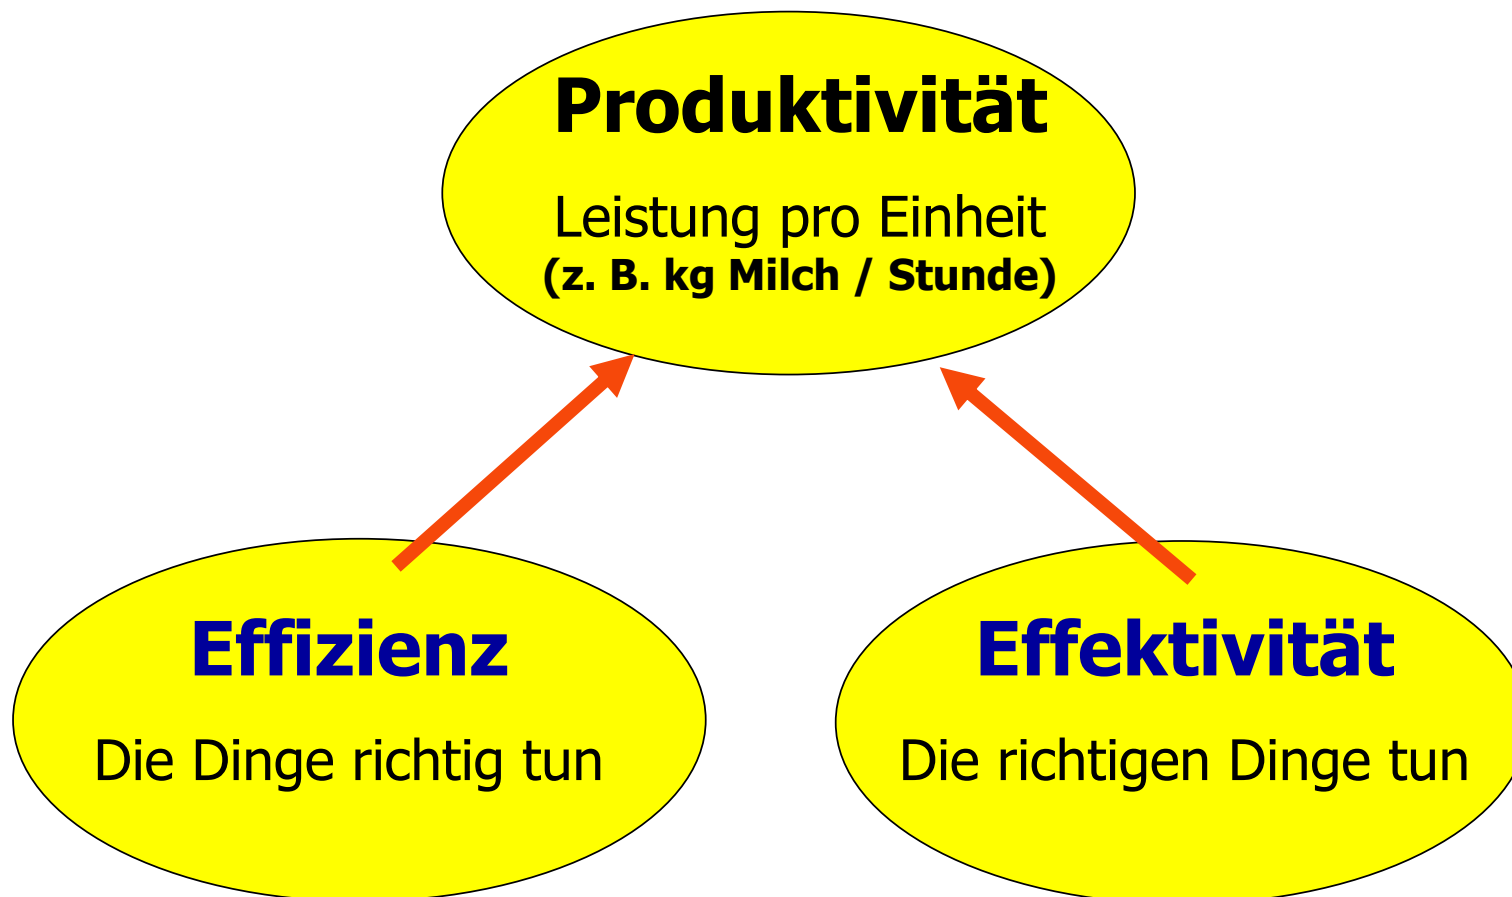 Produktivität
Leistung pro Einheit
(z. B. kg Milch / Stunde)
Effizienz
Die Dinge richtig tun
Effektivität
Die richtigen Dinge tun